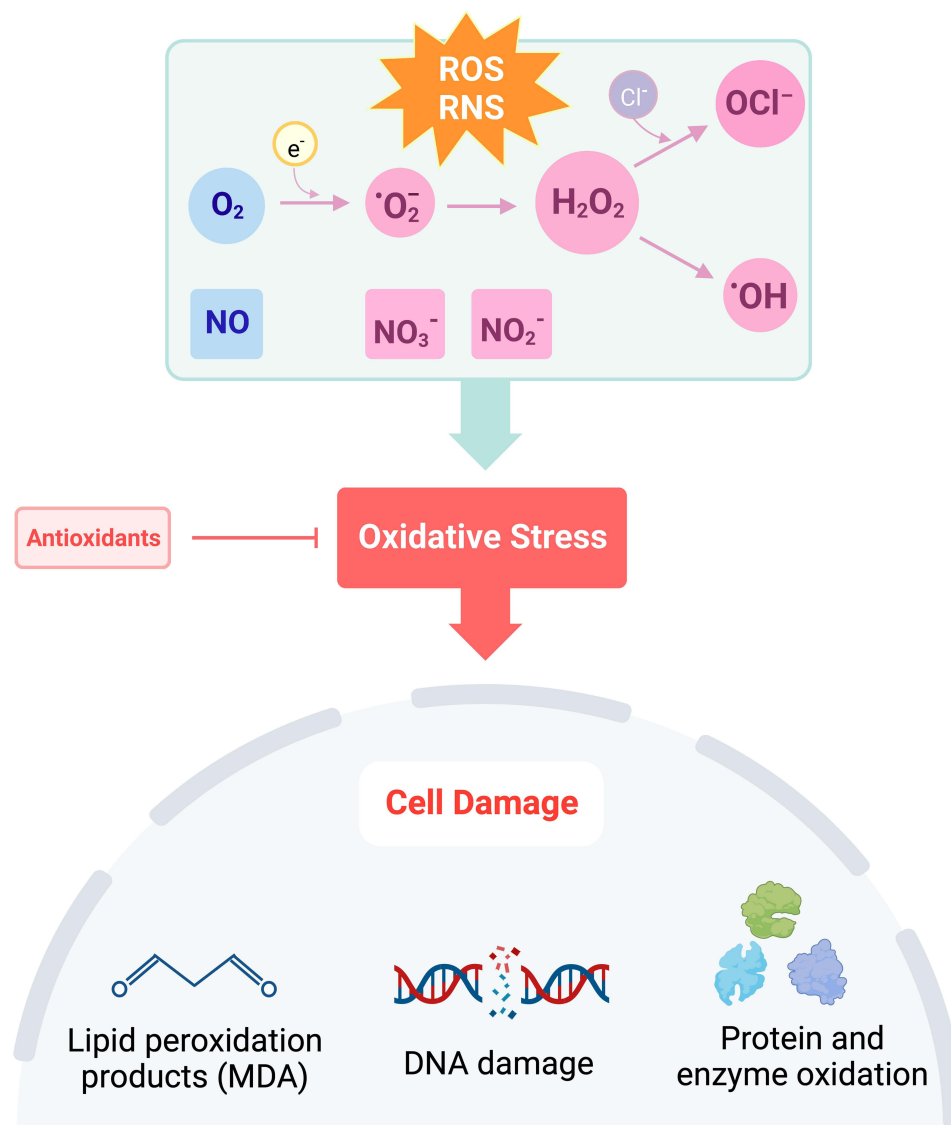 ROS
RNS
Cl⁻
OCl⁻
e⁻
O₂
•O₂⁻
H₂O₂
•OH
NO
NO₃⁻
NO₂⁻
Antioxidants
Oxidative Stress
Cell Damage
O
O
Lipid peroxidation
products (MDA)
DNA damage
Protein and
enzyme oxidation